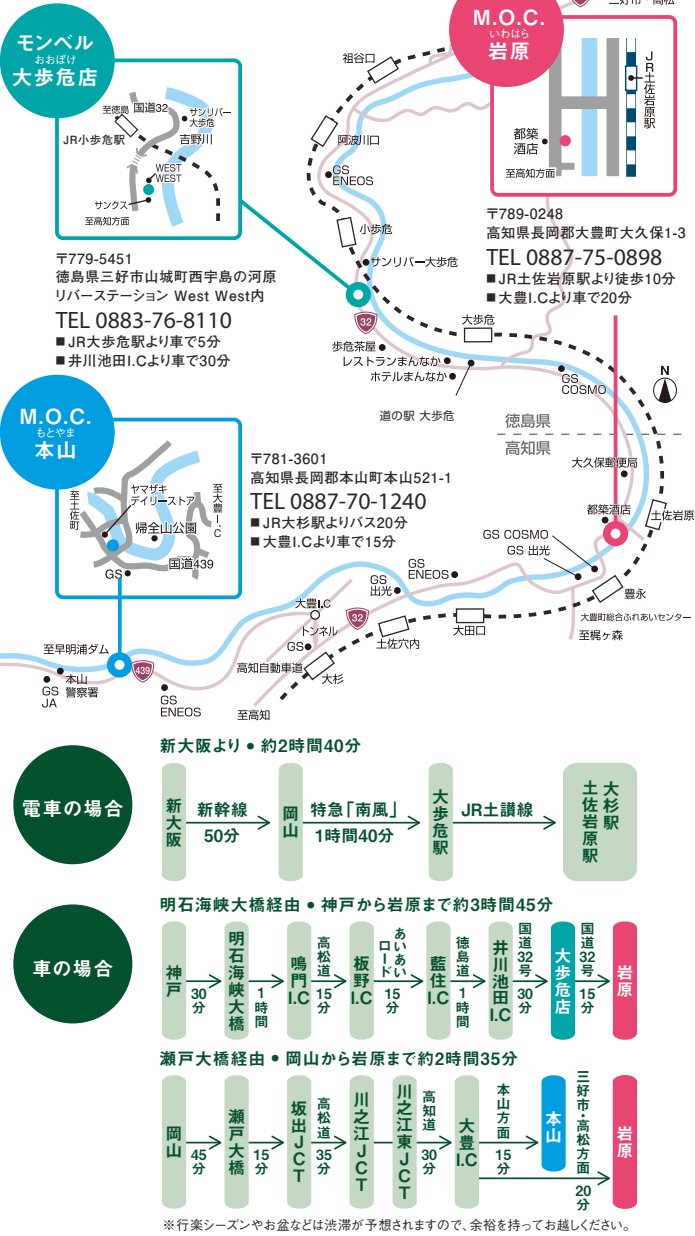 三好市・高松
モンベル
おおぼけ
大歩危店
至徳島
国道32
サンリバー
大歩危
JR小歩危駅
吉野川
WEST
WEST
サンクス
至高知方面
〒779-5451
徳島県三好市山城町西宇島の河原
リバーステーション West West内
TEL 0883-76-8110
■JR大歩危駅より車で5分
■井川池田I.Cより車で30分
M.O.C.
いわはら
岩原
JR土佐岩原駅
都築
酒店
至高知方面
〒789-0248
高知県長岡郡大豊町大久保1-3
TEL 0887-75-0898
■JR土佐岩原駅より徒歩10分
■大豊I.Cより車で20分
祖谷口
阿波川口
GS
ENEOS
小歩危
サンリバー大歩危
32
大歩危
歩危茶屋
レストランまんなか
ホテルまんなか
道の駅 大歩危
GS
COSMO
N
徳島県
高知県
大久保郵便局
都築酒店
土佐岩原
GS COSMO
GS 出光
豊永
大豊町総合ふれあいセンター
至梶ヶ森
GS
ENEOS
GS
出光
大田口
土佐穴内
32
大豊I.C
トンネル
GS
高知自動車道
大杉
至高知
M.O.C.
もとやま
本山
至土佐町
ヤマザキ
デイリーストア
至大豊I.C
帰全山公園
国道439
GS
〒781-3601
高知県長岡郡本山町本山521-1
TEL 0887-70-1240
■JR大杉駅よりバス20分
■大豊I.Cより車で15分
至早明浦ダム
439
本山
警察署
GS
JA
GS
ENEOS
電車の場合
新大阪より・約2時間40分
新大阪
新幹線
50分
岡山
特急「南風」
1時間40分
大歩危駅
JR土讃線
大杉駅
土佐岩原駅
車の場合
明石海峡大橋経由・神戸から岩原まで約3時間45分
神戸
30分
明石海峡大橋
1時間
鳴門I.C
高松道
15分
板野I.C
あいあい
ロード
15分
藍住I.C
徳島道
1時間
井川池田I.C
国道32号
30分
大歩危店
国道32号
15分
岩原
瀬戸大橋経由・岡山から岩原まで約2時間35分
岡山
45分
瀬戸大橋
15分
坂出JCT
高松道
35分
川之江JCT
川之江東JCT
高知道
30分
大豊I.C
本山方面
15分
本山
三好市・高松方面
20分
岩原
※行楽シーズンやお盆などは渋滞が予想されますので、余裕を持ってお越しください。